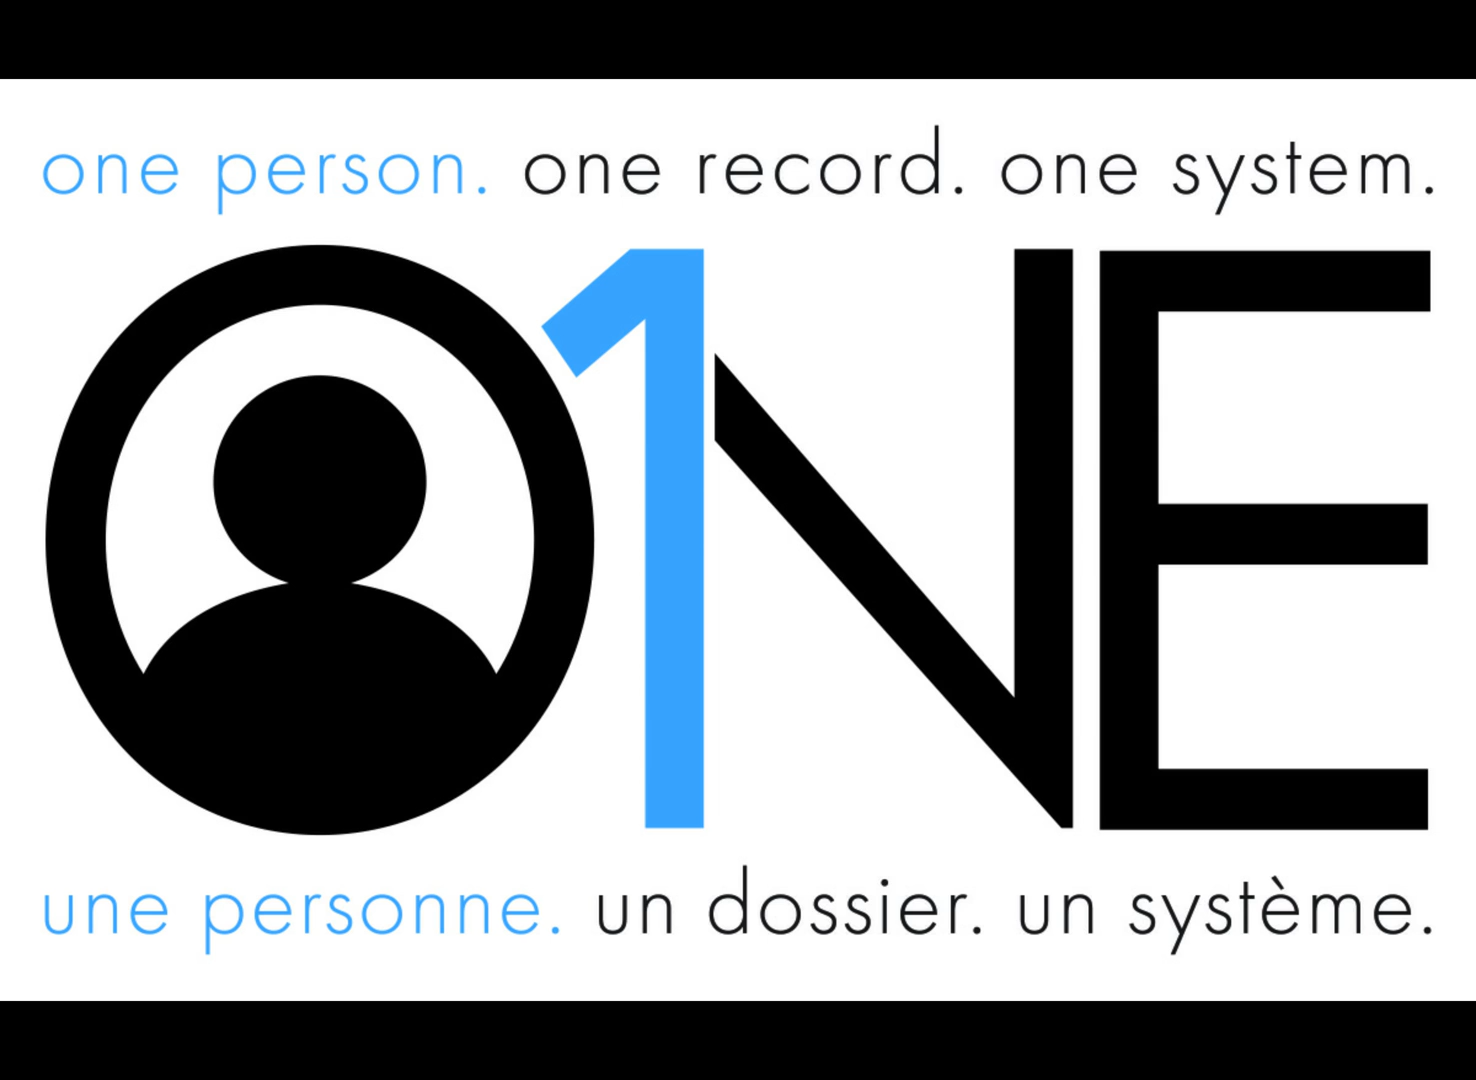 one person. one record. one system.
O1NE
une personne. un dossier. un système.